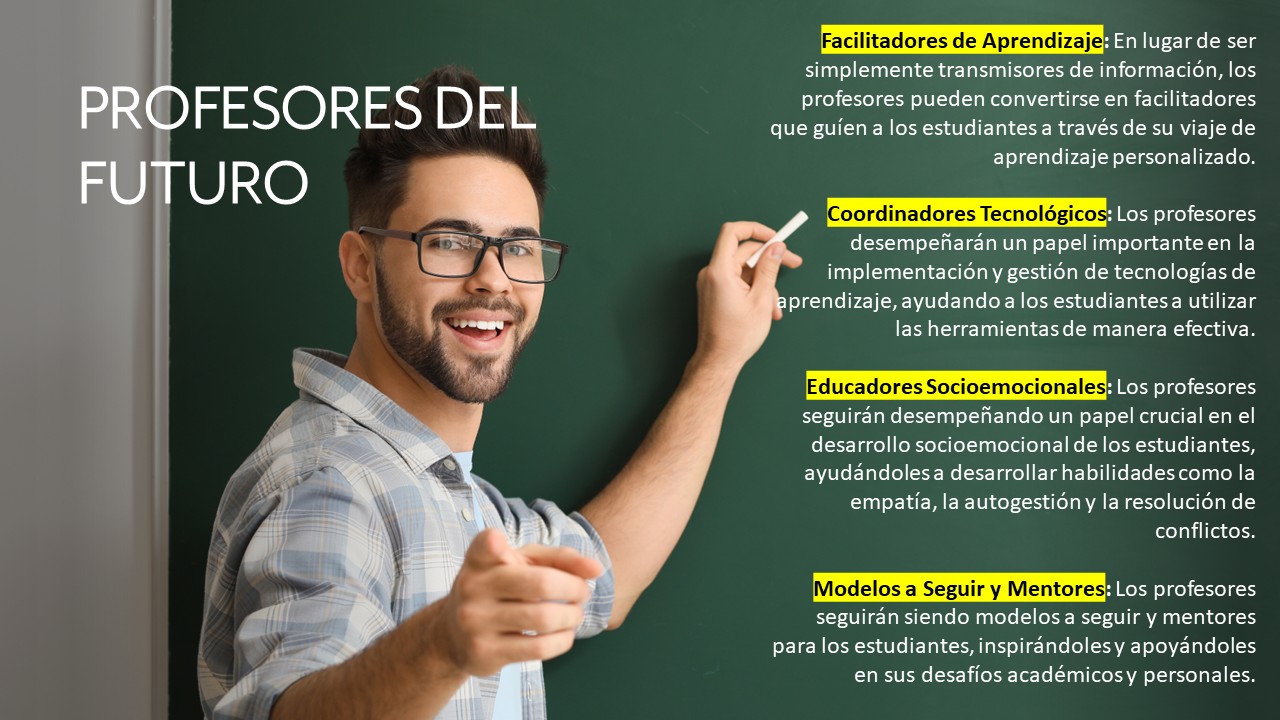 PROFESORES DEL
FUTURO
Facilitadores de Aprendizaje: En lugar de ser
simplemente transmisores de información, los
profesores pueden convertirse en facilitadores
que guíen a los estudiantes a través de su viaje de
aprendizaje personalizado.
Coordinadores Tecnológicos: Los profesores
desempeñarán un papel importante en la
implementación y gestión de tecnologías de
aprendizaje, ayudando a los estudiantes a utilizar
las herramientas de manera efectiva.
Educadores Socioemocionales: Los profesores
seguirán desempeñando un papel crucial en el
desarrollo socioemocional de los estudiantes,
ayudándoles a desarrollar habilidades como la
empatía, la autogestión y la resolución de
conflictos.
Modelos a Seguir y Mentores: Los profesores
seguirán siendo modelos a seguir y mentores
para los estudiantes, inspirándoles y apoyándoles
en sus desafíos académicos y personales.